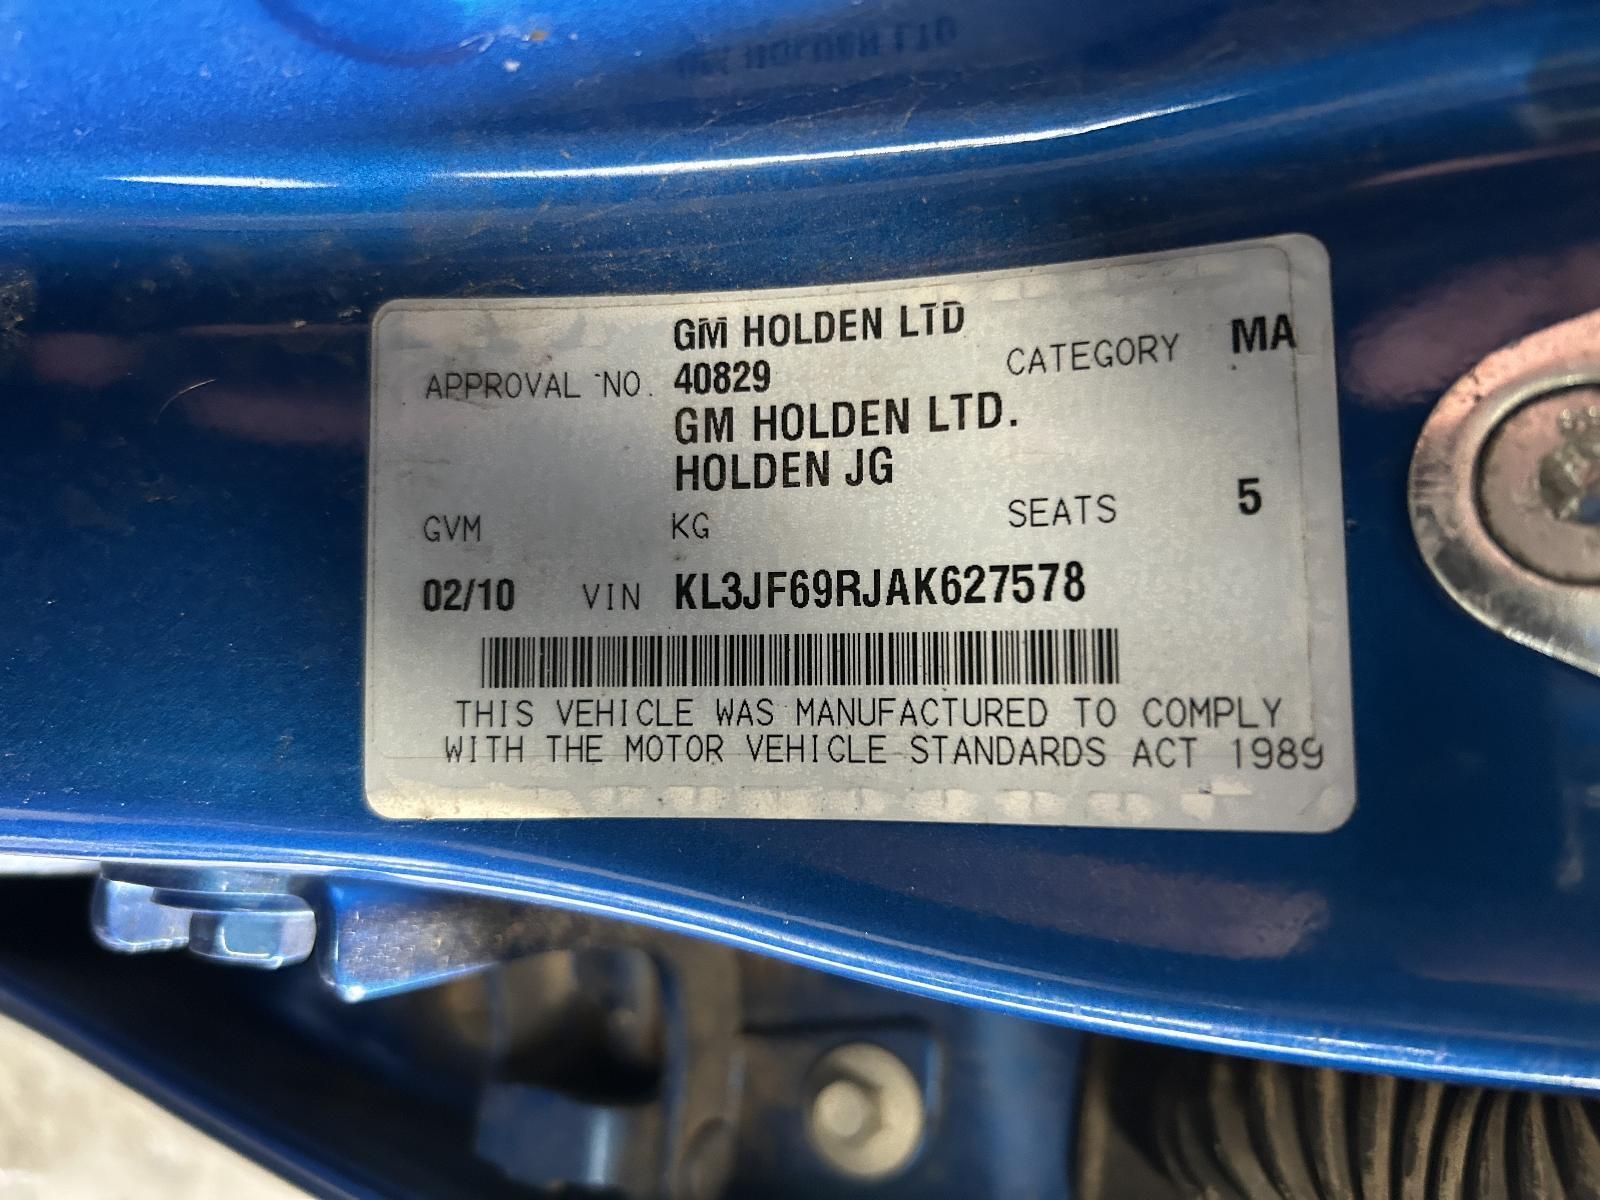 GM HOLDEN LTD
APPROVAL NO. 40829 CATEGORY MA
GM HOLDEN LTD.
HOLDEN JG
GVM KG SEATS 5
02/10 VIN KL3JF69RJAK627578
THIS VEHICLE WAS MANUFACTURED TO COMPLY
WITH THE MOTOR VEHICLE STANDARDS ACT 1989